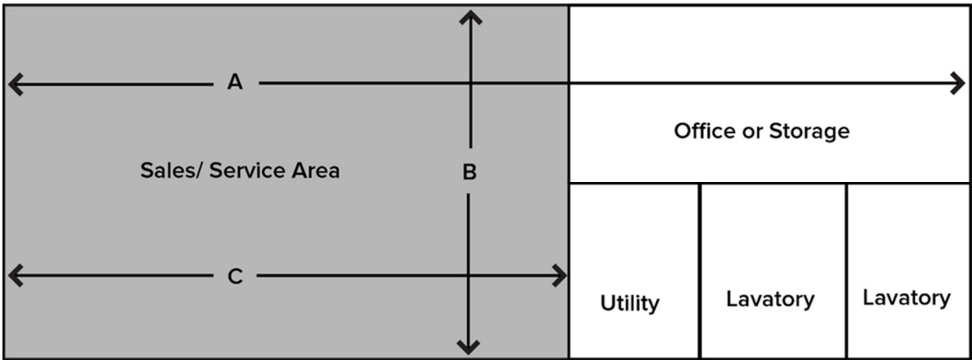 A
Office or Storage
Sales/ Service Area
B
C
Utility
Lavatory
Lavatory